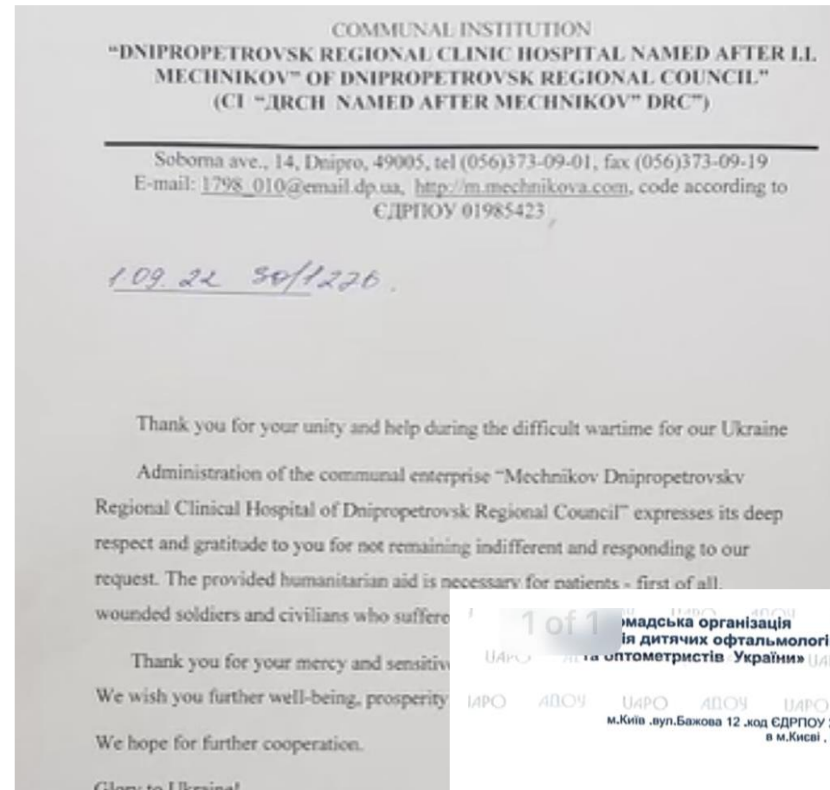 COMMUNAL INSTITUTION
“DNIPROPETROVSK REGIONAL CLINIC HOSPITAL NAMED AFTER I.I.
MECHNIKOV” OF DNIPROPETROVSK REGIONAL COUNCIL”
(CI “ДRCH NAMED AFTER MECHNIKOV” DRC”)
Soborna ave., 14, Dnipro, 49005, tel (056)373-09-01, fax (056)373-09-19
E-mail: 1798_010@email.dp.ua, http://m.mechnikova.com, code according to
ЄДРПОУ 01985423
1.09.22 30/1226.
Thank you for your unity and help during the difficult wartime for our Ukraine
Administration of the communal enterprise “Mechnikov Dnipropetrovskv
Regional Clinical Hospital of Dnipropetrovsk Regional Council” expresses its deep
respect and gratitude to you for not remaining indifferent and responding to our
request. The provided humanitarian aid is necessary for patients - first of all,
wounded soldiers and civilians who suffere
Thank you for your mercy and sensitiv
We wish you further well-being, prosperity
We hope for further cooperation.
Glory to Ukraine!
1 of 1
омадська організація
ія дитячих офтальмологі
та оптометристів України»
UAPO АДОУ UAPO АДОУ UAPO
м.Київ .вул.Бажова 12 .код ЄДРПОУ
в м.Києві .